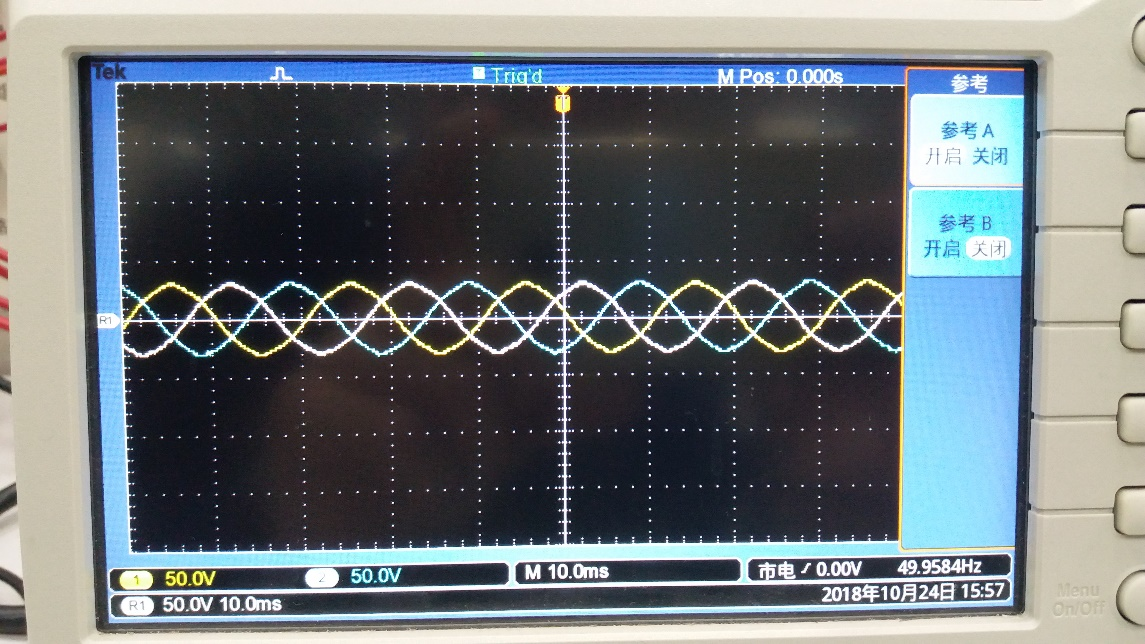 Tek Trig'd M Pos: 0.000s
T
参考
参考 A
开启 关闭
参考 B
开启 关闭
R1
1 50.0V 2 50.0V M 10.0ms 市电 0.00V 49.9584Hz
R1 50.0V 10.0ms 2018年10月24日 15:57
Menu
On/Off